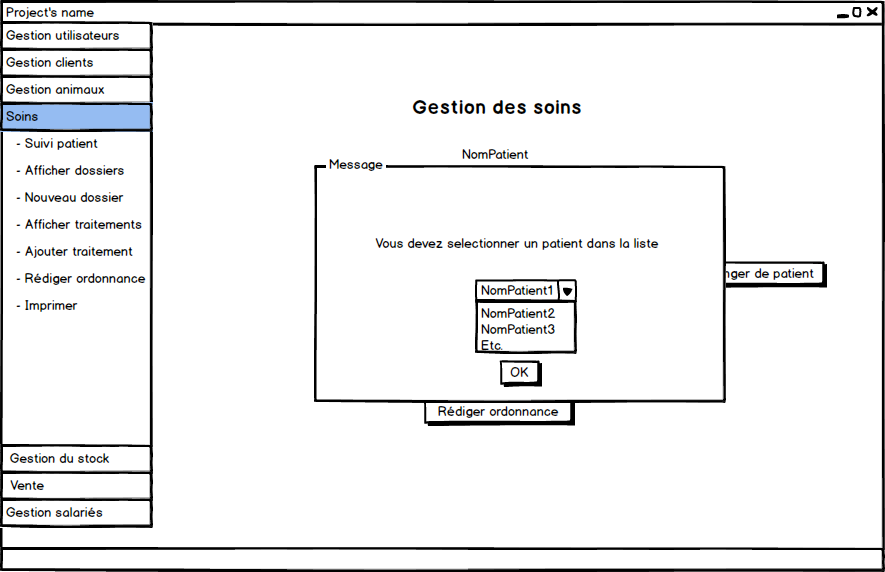 Project's name
Gestion utilisateurs
Gestion clients
Gestion animaux
Soins
- Suivi patient
- Afficher dossiers
- Nouveau dossier
- Afficher traitements
- Ajouter traitement
- Rédiger ordonnance
- Imprimer
Gestion du stock
Vente
Gestion salariés
Gestion des soins
NomPatient
Message
Vous devez selectionner un patient dans la liste
NomPatient1
NomPatient2
NomPatient3
Etc.
OK
de patient
Rédiger ordonnance